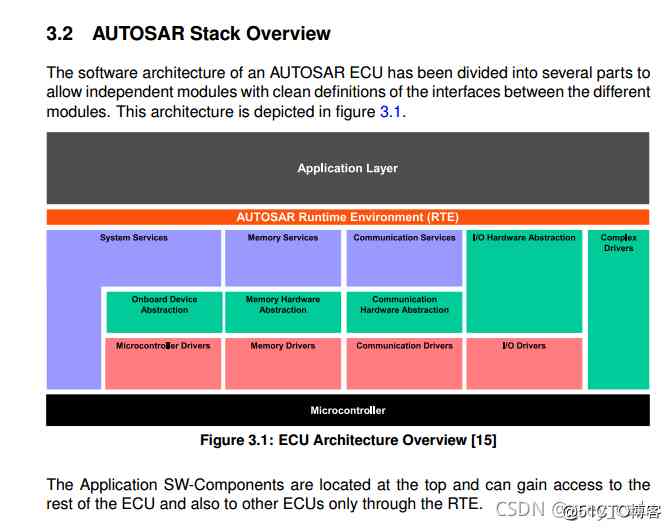 3.2 AUTOSAR Stack Overview
The software architecture of an AUTOSAR ECU has been divided into several parts to
allow independent modules with clean definitions of the interfaces between the different
modules. This architecture is depicted in figure 3.1.
Application Layer
AUTOSAR Runtime Environment (RTE)
System Services
Memory Services
Communication Services
I/O Hardware Abstraction
Complex
Drivers
Onboard Device
Abstraction
Memory Hardware
Abstraction
Communication
Hardware Abstraction
Microcontroller Drivers
Memory Drivers
Communication Drivers
I/O Drivers
Microcontroller
Figure 3.1: ECU Architecture Overview [15]
The Application SW-Components are located at the top and can gain access to the
rest of the ECU and also to other ECUs only through the RTE.
CSDN
@51CTO博客